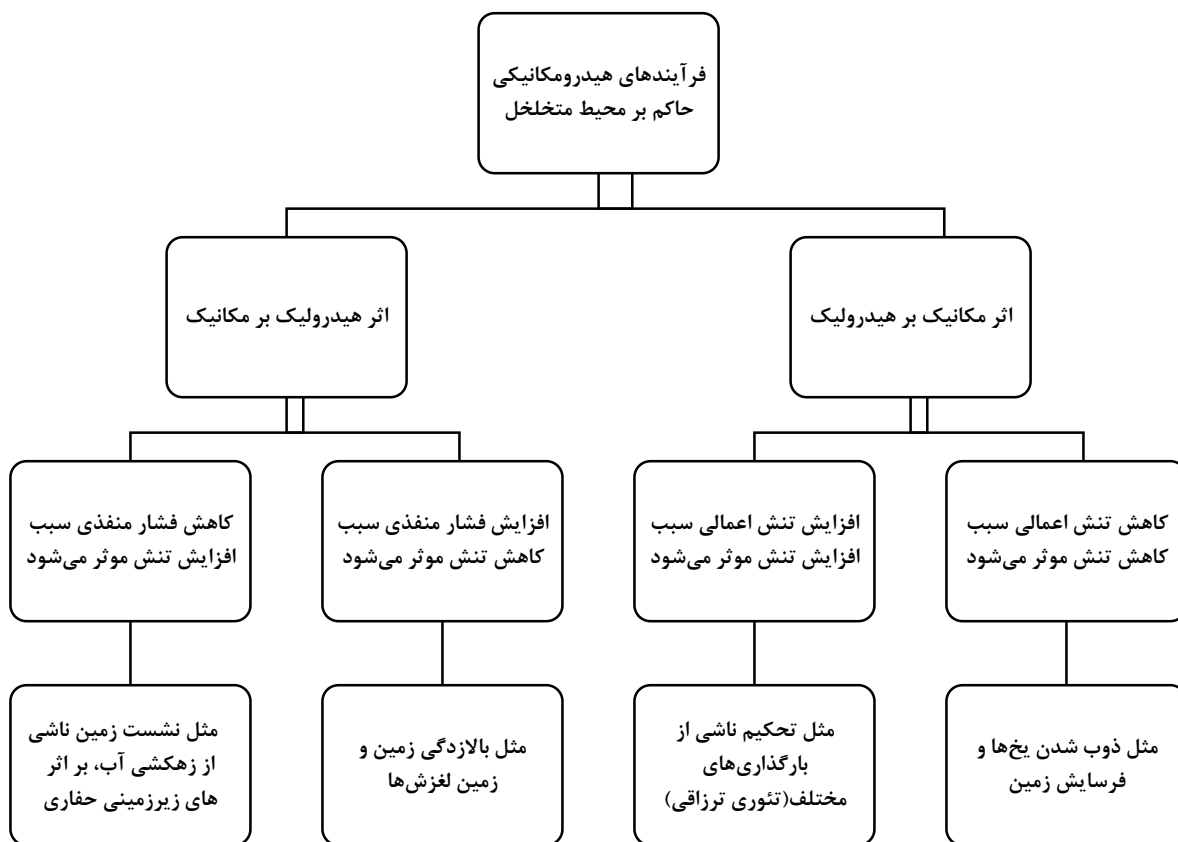 فرآیندهای هیدرومکانیکی
حاکم بر محیط متخلخل
اثر مکانیک بر هیدرولیک
اثر هیدرولیک بر مکانیک
کاهش تنش اعمالی سبب
کاهش تنش موثر می‌شود
افزایش تنش اعمالی سبب
افزایش تنش موثر می‌شود
افزایش فشار منفذی سبب
کاهش تنش موثر می‌شود
کاهش فشار منفذی سبب
افزایش تنش موثر می‌شود
مثل ذوب شدن یخ‌ها و
فرسایش زمین
مثل تحکیم ناشی از
بارگذاری‌های
مختلف(تئوری ترزاقی)
مثل بالازدگی زمین و
زمین لغزش‌ها
مثل نشست زمین ناشی
از زهکشی آب، بر اثر
های زیرزمینی حفاری